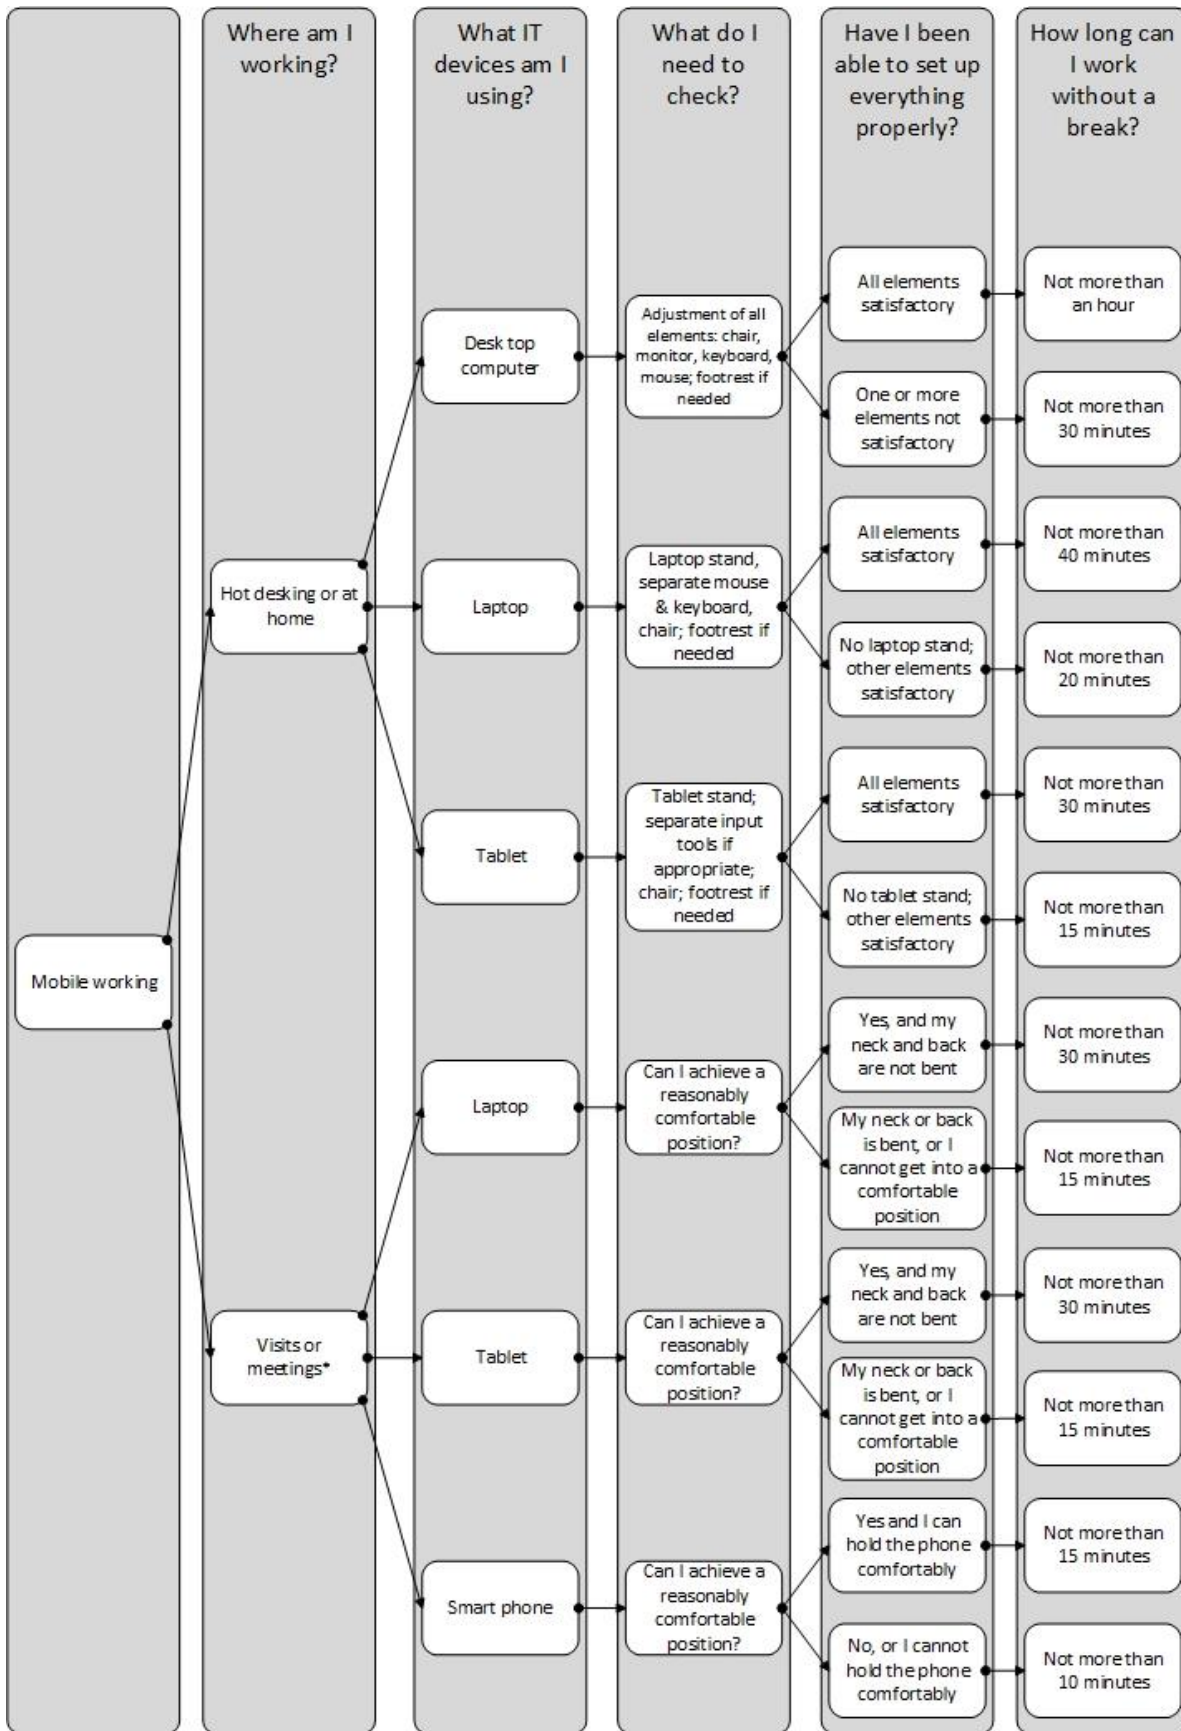 Where am I
working?
What IT
devices am I
using?
What do I
need to
check?
Have I been
able to set up
everything
properly?
How long can
I work
without a
break?
Mobile working
Hot desking or at
home
Desk top
computer
Adjustment of all
elements: chair,
monitor, keyboard,
mouse; footrest if
needed
All elements
satisfactory
Not more than
an hour
One or more
elements not
satisfactory
Not more than
30 minutes
Laptop
Laptop stand,
separate mouse
& keyboard,
chair; footrest if
needed
All elements
satisfactory
Not more than
40 minutes
No laptop stand;
other elements
satisfactory
Not more than
20 minutes
Tablet
Tablet stand;
separate input
tools if
appropriate;
chair; footrest if
needed
All elements
satisfactory
Not more than
30 minutes
No tablet stand;
other elements
satisfactory
Not more than
15 minutes
Visits or
meetings*
Laptop
Can I achieve a
reasonably
comfortable
position?
Yes, and my
neck and back
are not bent
Not more than
30 minutes
My neck or back
is bent, or I
cannot get into a
comfortable
position
Not more than
15 minutes
Tablet
Can I achieve a
reasonably
comfortable
position?
Yes, and my
neck and back
are not bent
Not more than
30 minutes
My neck or back
is bent, or I
cannot get into a
comfortable
position
Not more than
15 minutes
Smart phone
Can I achieve a
reasonably
comfortable
position?
Yes and I can
hold the phone
comfortably
Not more than
15 minutes
No, or I cannot
hold the phone
comfortably
Not more than
10 minutes